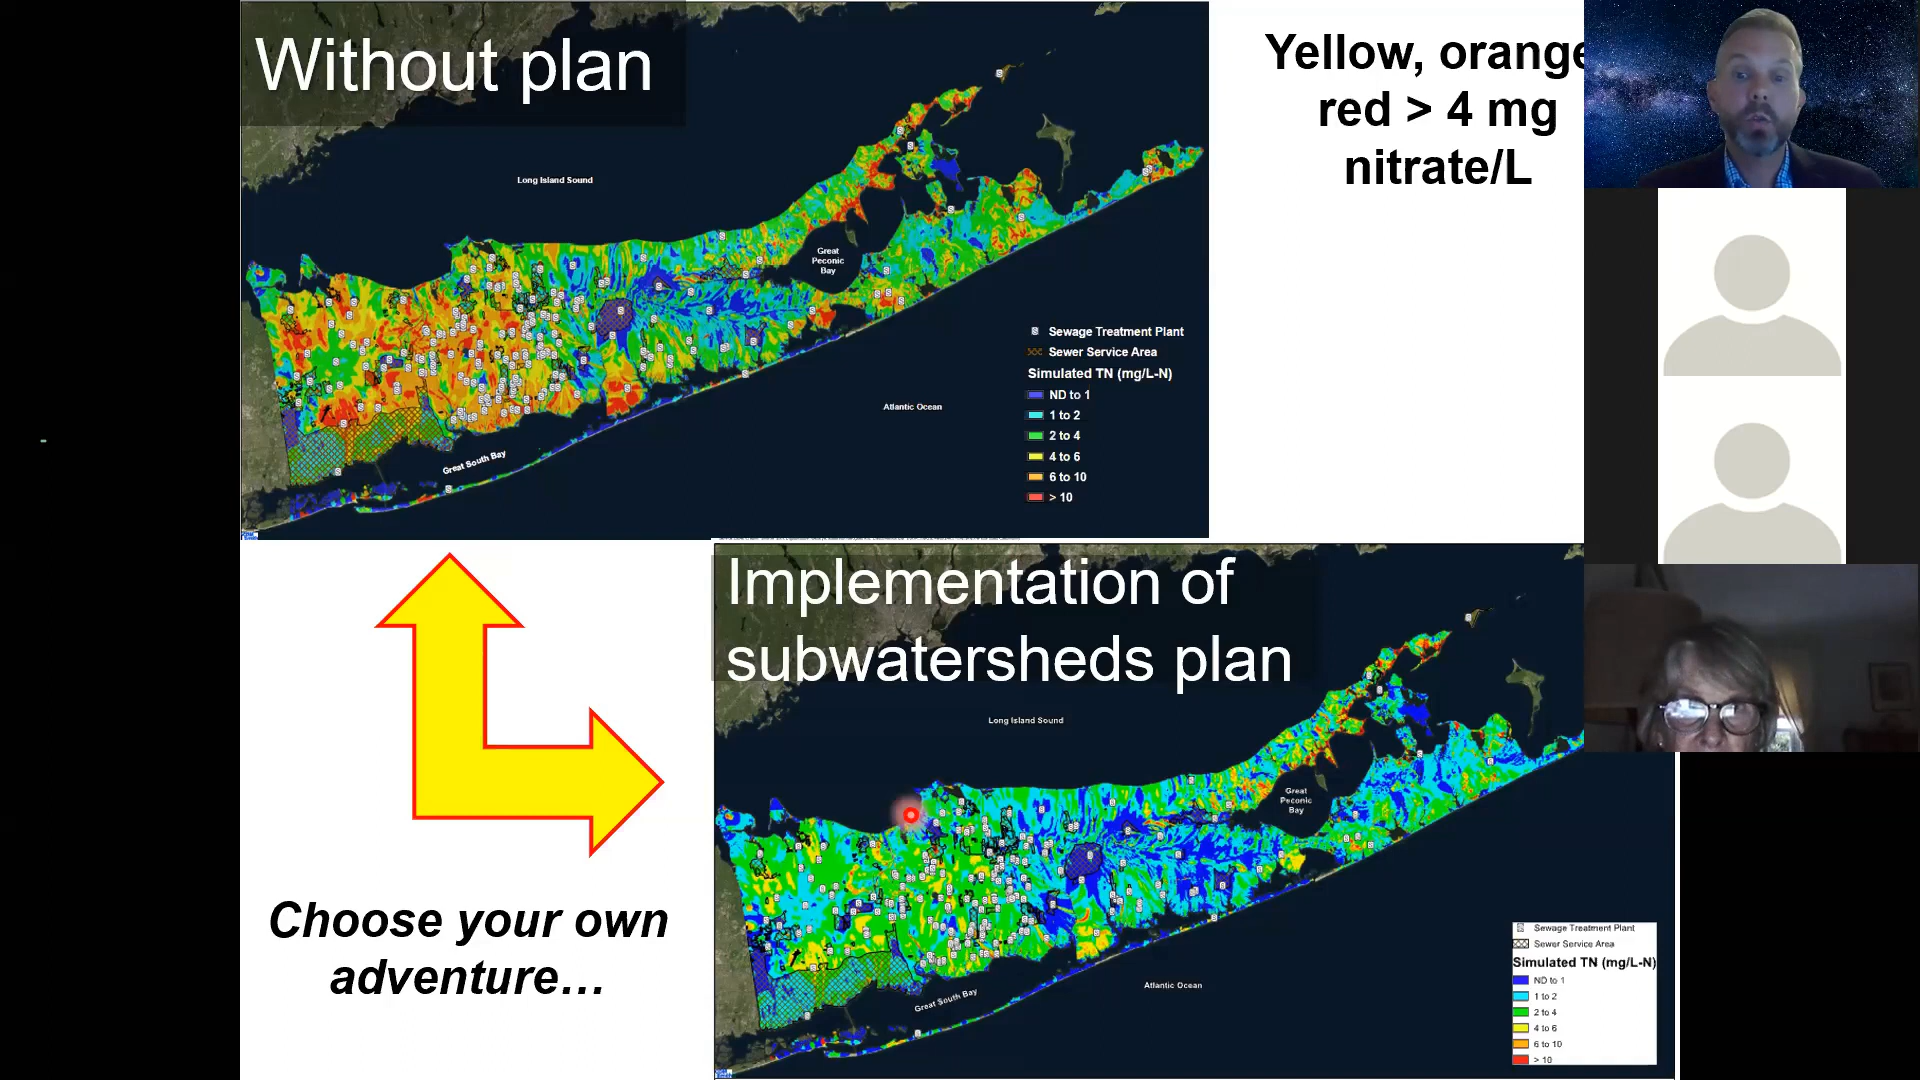 Without plan
Long Island Sound
Great
Peconic
Bay
Sewage Treatment Plant
Sewer Service Area
Simulated TN (mg/L-N)
ND to 1
1 to 2
2 to 4
4 to 6
6 to 10
> 10
Atlantic Ocean
Great South Bay
Yellow, orange
red > 4 mg
nitrate/L
Choose your own
adventure…
Implementation of
subwatersheds plan
Long Island Sound
Great
Peconic
Bay
Atlantic Ocean
Great South Bay
Sewage Treatment Plant
Sewer Service Area
Simulated TN (mg/L-N)
ND to 1
1 to 2
2 to 4
4 to 6
6 to 10
> 10